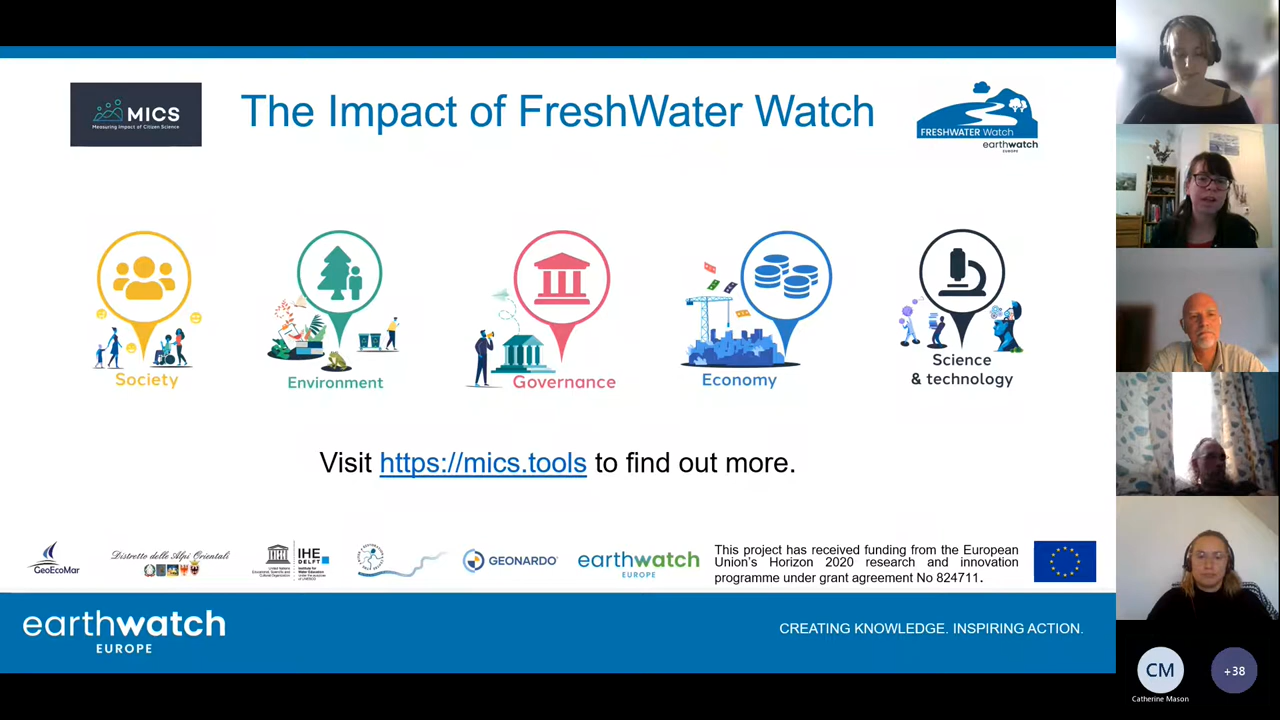 MICS
Measuring Impact of Citizen Science
The Impact of FreshWater Watch
FRESHWATER Watch
earthwatch
EUROPE
Society
Environment
Governance
Economy
Science
& technology
Visit https://mics.tools to find out more.
GeoEcoMar
Distretto delle Alpi Orientali
IHE
DELFT
GEONARDO
earthwatch
EUROPE
This project has received funding from the European
Union's Horizon 2020 research and innovation
programme under grant agreement No 824711.
earthwatch
EUROPE
CREATING KNOWLEDGE. INSPIRING ACTION.
CM
+38
Catherine Mason